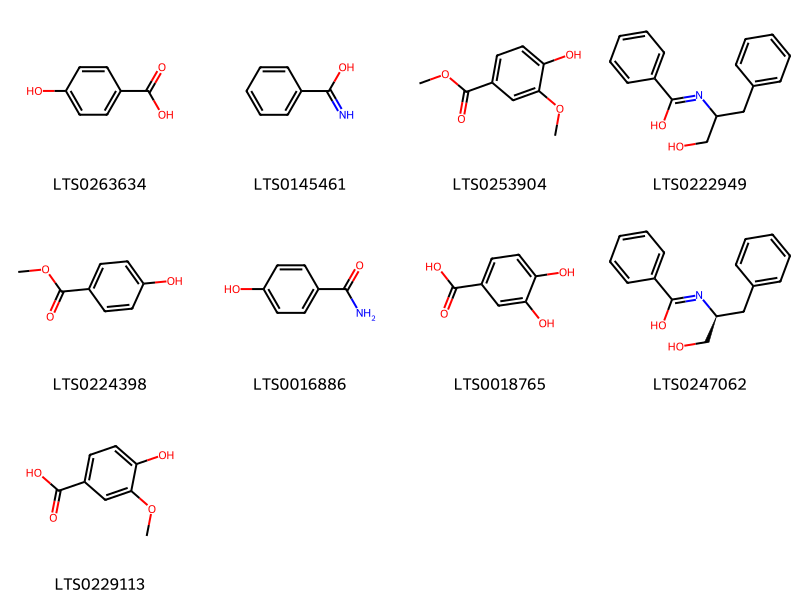 HO O OH
OH NH
O O OH O
HO N HO
LTS0263634 LTS0145461 LTS0253904 LTS0222949
O O OH
HO O NH2
HO O OH OH
HO N HO
LTS0224398 LTS0016886 LTS0018765 LTS0247062
HO O OH O
LTS0229113